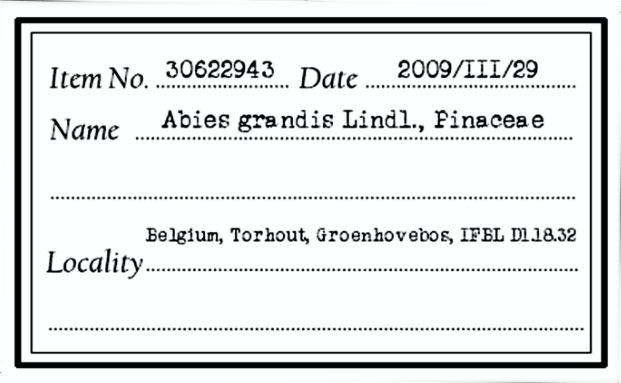 Item No. 30622943 Date 2009/III/29
Name Abies grandis Lindl., Pinaceae
Belgium, Torhout, Groenhovebos, IFBL D1.18.32
Locality